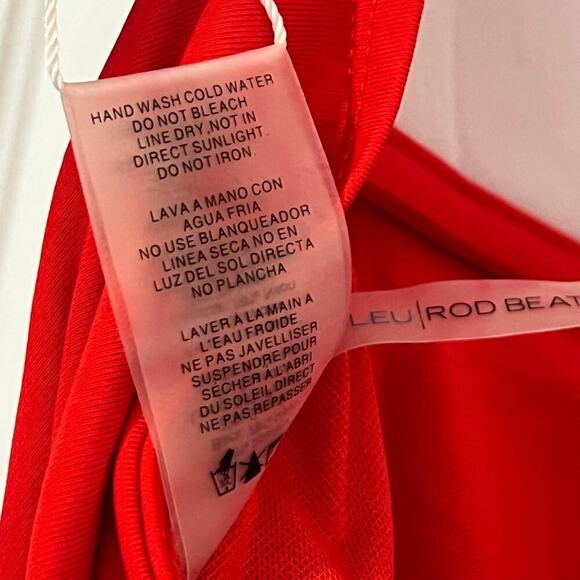 HAND WASH COLD WATER
DO NOT BLEACH
LINE DRY ,NOT IN
DIRECT SUNLIGHT.
DO NOT IRON.
LAVA A MANO CON
AGUA FRIA
NO USE BLANQUEADOR
LINEA SECA NO EN
LUZ DEL SOL DIRECTA
NO PLANCHA
LAVER A LA MAIN A
L'EAU FROIDE
NE PAS JAVELLISER
SUSPENDRE POUR
SÉCHER A L'ABRI
DU SOLEIL DIRECT
NE PAS REPASSER
LEU|ROD BEAT